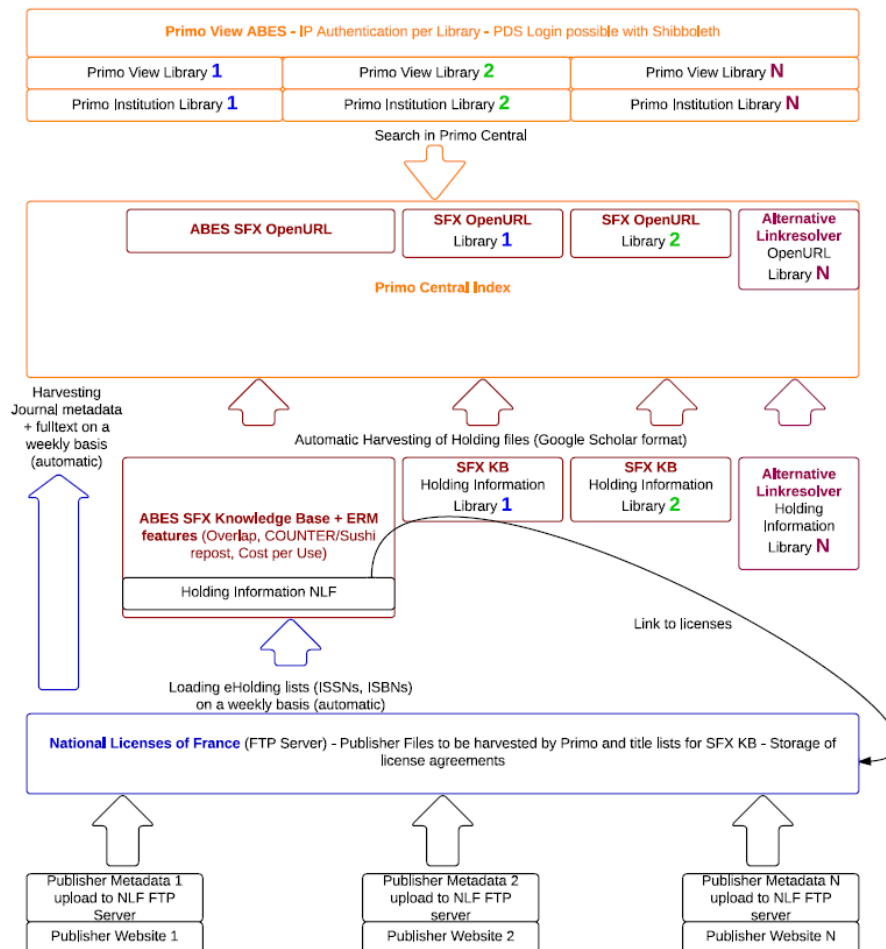 Primo View ABES - IP Authentication per Library - PDS Login possible with Shibboleth
Primo View Library 1
Primo View Library 2
Primo View Library N
Primo Institution Library 1
Primo Institution Library 2
Primo Institution Library N
Search in Primo Central
ABES SFX OpenURL
SFX OpenURL
Library 1
SFX OpenURL
Library 2
Alternative
Linkresolver
OpenURL
Library N
Primo Central Index
Harvesting
Journal metadata
+ fulltext on a
weekly basis
(automatic)
Automatic Harvesting of Holding files (Google Scholar format)
ABES SFX Knowledge Base + ERM
features (Overlap, COUNTER/Sushi
repost, Cost per Use)
Holding Information NLF
SFX KB
Holding Information
Library 1
SFX KB
Holding Information
Library 2
Alternative
Linkresolver
Holding
Information
Library N
Link to licenses
Loading eHolding lists (ISSNs, ISBNs)
on a weekly basis (automatic)
National Licenses of France (FTP Server) - Publisher Files to be harvested by Primo and title lists for SFX KB - Storage of
license agreements
Publisher Metadata 1
upload to NLF FTP
Server
Publisher Website 1
Publisher Metadata 2
upload to NLF FTP
server
Publisher Website 2
Publisher Metadata N
upload to NLF FTP
server
Publisher Website N